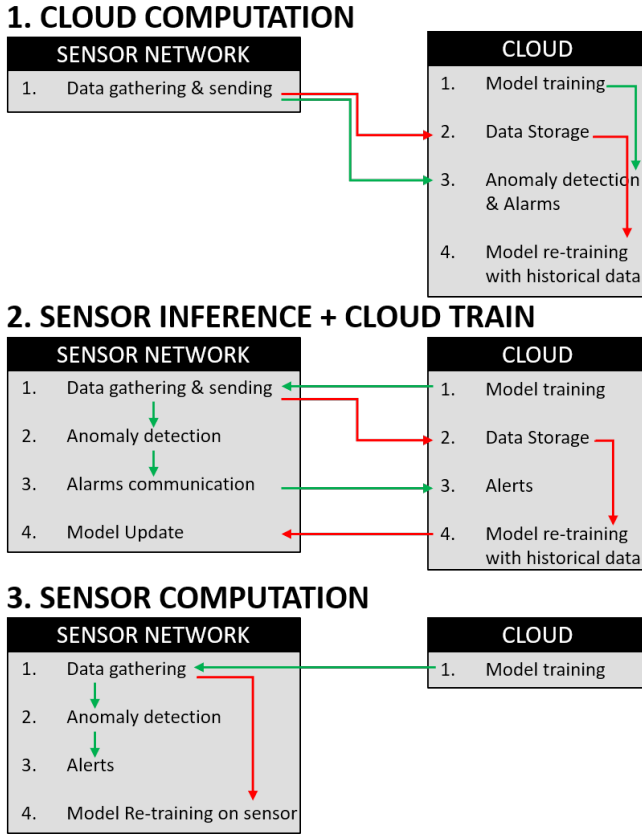 1. CLOUD COMPUTATION
SENSOR NETWORK
1. Data gathering & sending
CLOUD
1. Model training
2. Data Storage
3. Anomaly detection
& Alarms
4. Model re-training
with historical data
2. SENSOR INFERENCE + CLOUD TRAIN
SENSOR NETWORK
1. Data gathering & sending
2. Anomaly detection
3. Alarms communication
4. Model Update
CLOUD
1. Model training
2. Data Storage
3. Alerts
4. Model re-training
with historical data
3. SENSOR COMPUTATION
SENSOR NETWORK
1. Data gathering
2. Anomaly detection
3. Alerts
4. Model Re-training on sensor
CLOUD
1. Model training